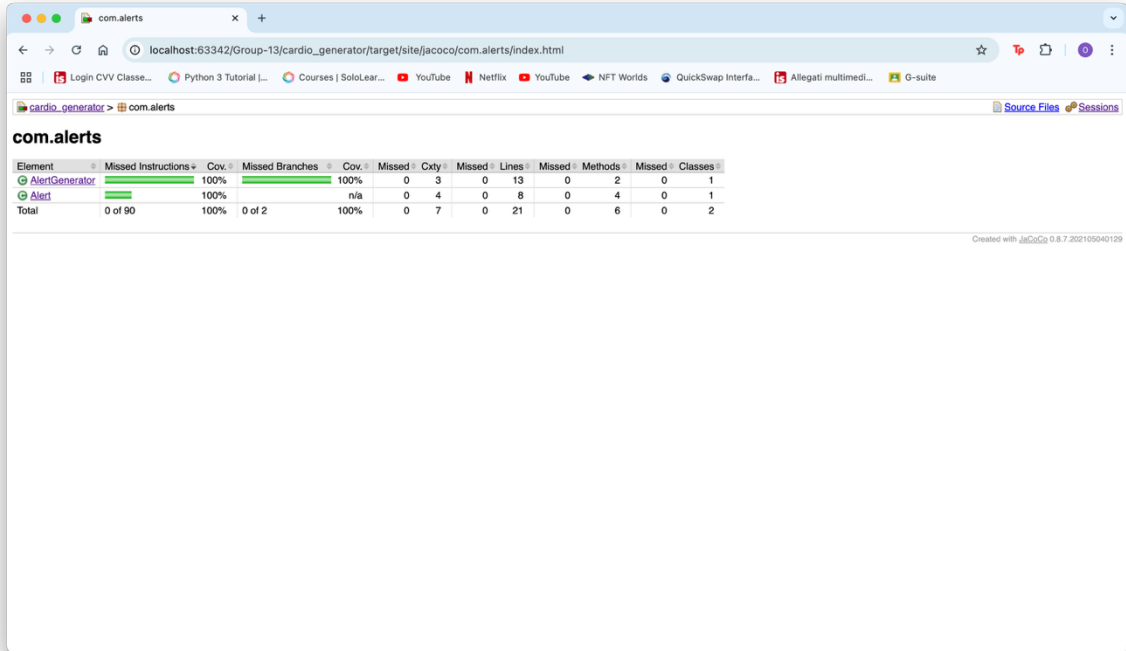 com.alerts
localhost:63342/Group-13/cardio_generator/target/site/jacoco/com.alerts/index.html
Tp
O
Login CVV Classe... Python 3 Tutorial |... Courses | SoloLear... YouTube Netflix YouTube NFT Worlds QuickSwap Interfa... Allegati multimedi... G-suite
cardio_generator > com.alerts Source Files Sessions
com.alerts
Element Missed Instructions Cov. Missed Branches Cov. Missed Cxty Missed Lines Missed Methods Missed Classes
AlertGenerator 100% 100% 0 3 0 13 0 2 0 1
Alert 100% n/a 0 4 0 8 0 4 0 1
Total 0 of 90 100% 0 of 2 100% 0 7 0 21 0 6 0 2
Created with JaCoCo 0.8.7.202105040129